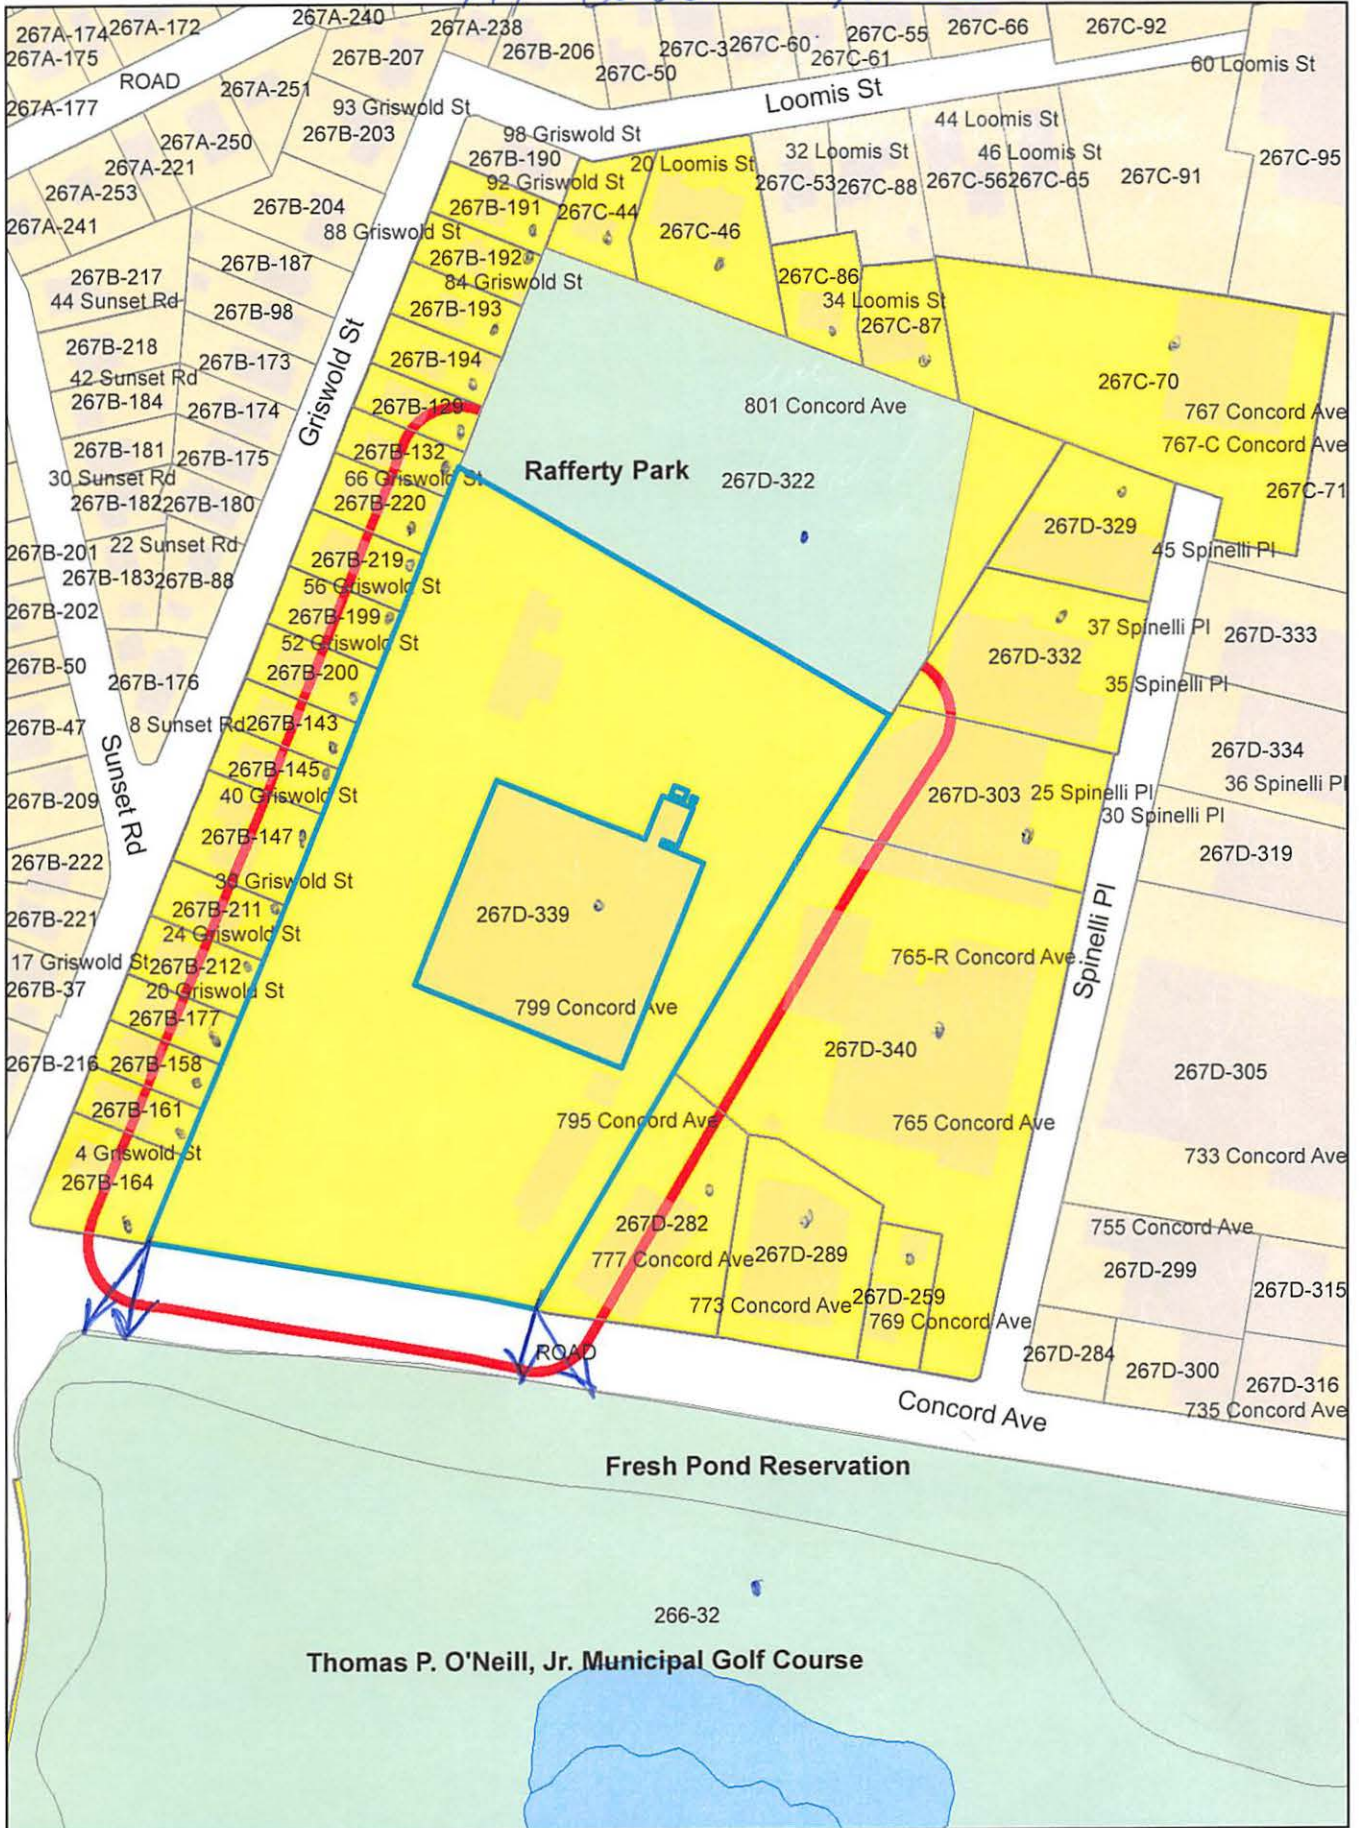 267A-240
267A-174
267A-172
267A-238
267A-175
267B-207
267B-206
267C-3
267C-60
267C-55
267C-66
267C-92
267C-61
267C-50
60 Loomis St
ROAD
267A-251
267A-177
93 Griswold St
Loomis St
267B-203
98 Griswold St
44 Loomis St
267A-250
267B-190
20 Loomis St
32 Loomis St
46 Loomis St
267C-95
267A-221
92 Griswold St
267C-53
267C-88
267C-56
267C-65
267C-91
267A-253
267B-204
267B-191
267C-44
267A-241
88 Griswold St
267C-46
267B-187
267B-192
267B-217
84 Griswold St
267C-86
44 Sunset Rd
267B-98
267B-193
34 Loomis St
267C-87
267B-218
267B-173
267B-194
Griswold St
42 Sunset Rd
267C-70
267B-184
267B-174
267B-129
801 Concord Ave
767 Concord Ave
267B-181
267B-175
267B-132
767-C Concord Ave
30 Sunset Rd
66 Griswold St
Rafferty Park
267D-322
267C-71
267B-182
267B-180
267B-220
267D-329
22 Sunset Rd
267B-201
267B-219
45 Spinelli Pl
267B-183
267B-88
56 Griswold St
267B-202
267B-199
37 Spinelli Pl
267D-333
52 Griswold St
267D-332
267B-50
267B-200
267B-176
35 Spinelli Pl
267B-47
8 Sunset Rd
267B-143
267D-334
267B-145
36 Spinelli Pl
267B-209
40 Griswold St
267D-303
25 Spinelli Pl
Sunset Rd
30 Spinelli Pl
267B-147
267D-319
267B-222
Griswold St
267B-221
267B-211
267D-339
24 Griswold St
Spinelli Pl
17 Griswold St
267B-212
765-R Concord Ave
267B-37
20 Griswold St
799 Concord Ave
267B-177
267D-340
267B-216
267B-158
267D-305
267B-161
795 Concord Ave
765 Concord Ave
4 Griswold St
733 Concord Ave
267B-164
267D-282
755 Concord Ave
777 Concord Ave
267D-289
267D-299
267D-315
773 Concord Ave
267D-259
769 Concord Ave
ROAD
267D-284
267D-300
267D-316
Concord Ave
735 Concord Ave
Fresh Pond Reservation
266-32
Thomas P. O'Neill, Jr. Municipal Golf Course